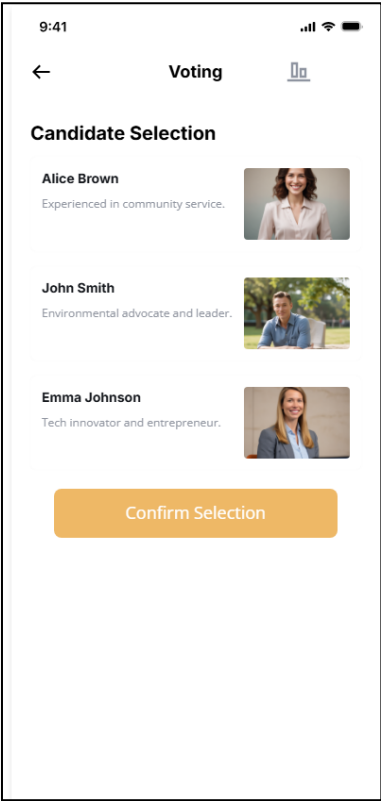 9:41
Voting
Candidate Selection
Alice Brown
Experienced in community service.
John Smith
Environmental advocate and leader.
Emma Johnson
Tech innovator and entrepreneur.
Confirm Selection